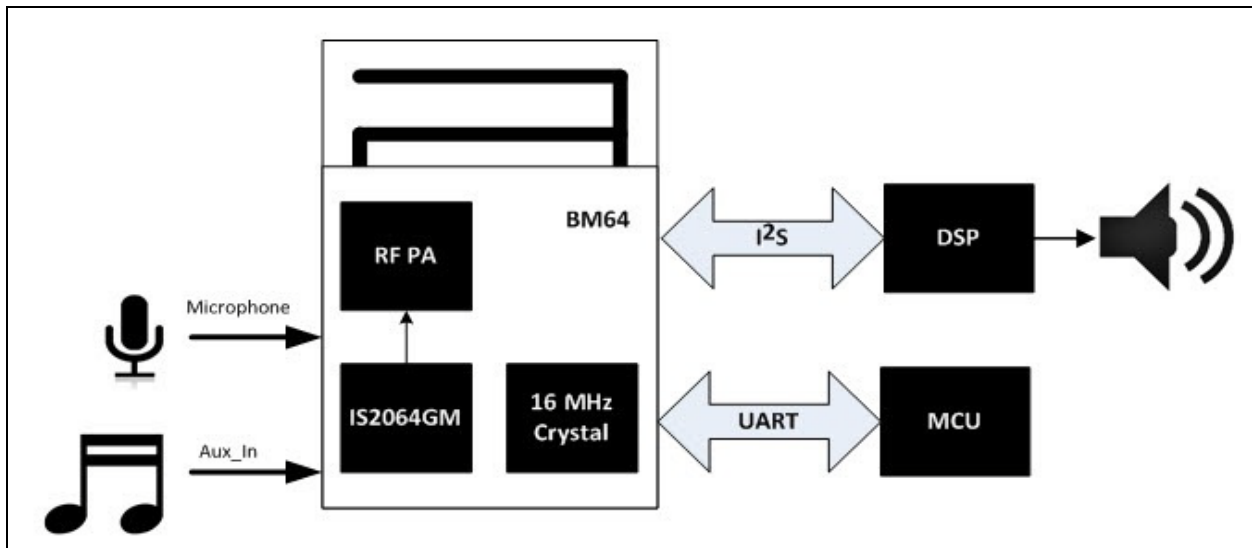 BM64
RF PA
I²S
DSP
Microphone
IS2064GM
16 MHz
Crystal
UART
MCU
Aux_In